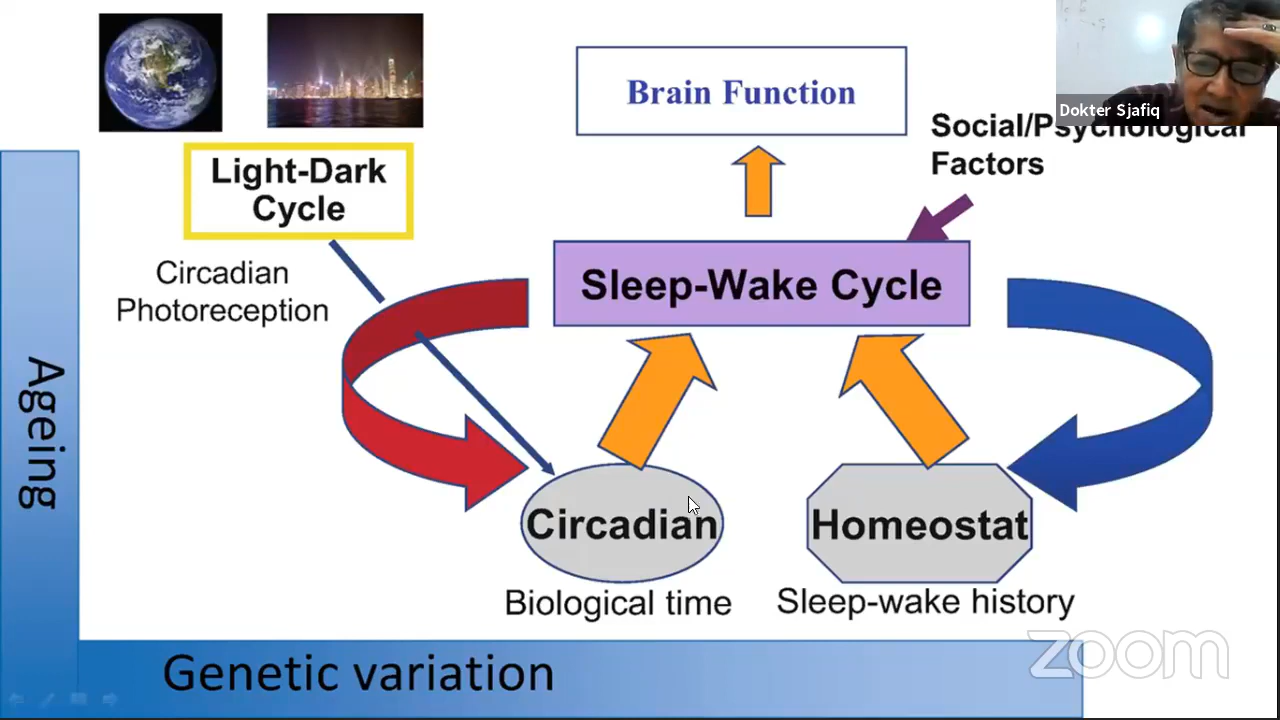 Dokter Sjafiq
Brain Function
Social/Psychological
Factors
Light-Dark
Cycle
Circadian
Photoreception
Sleep-Wake Cycle
Ageing
Circadian
Homeostat
Biological time
Sleep-wake history
Genetic variation
zoom